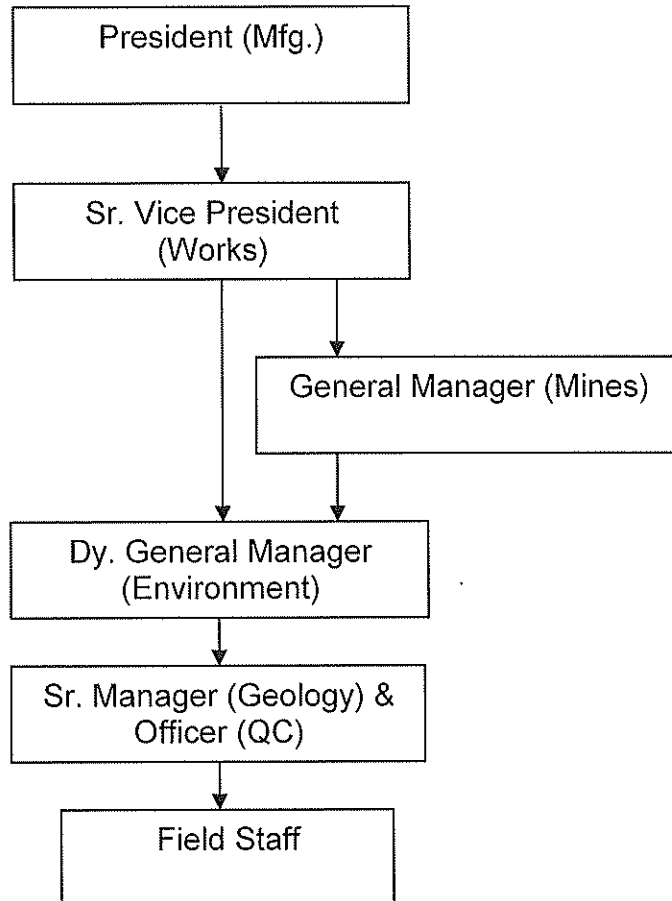 President (Mfg.)
Sr. Vice President
(Works)
General Manager (Mines)
Dy. General Manager
(Environment)
Sr. Manager (Geology) &
Officer (QC)
Field Staff